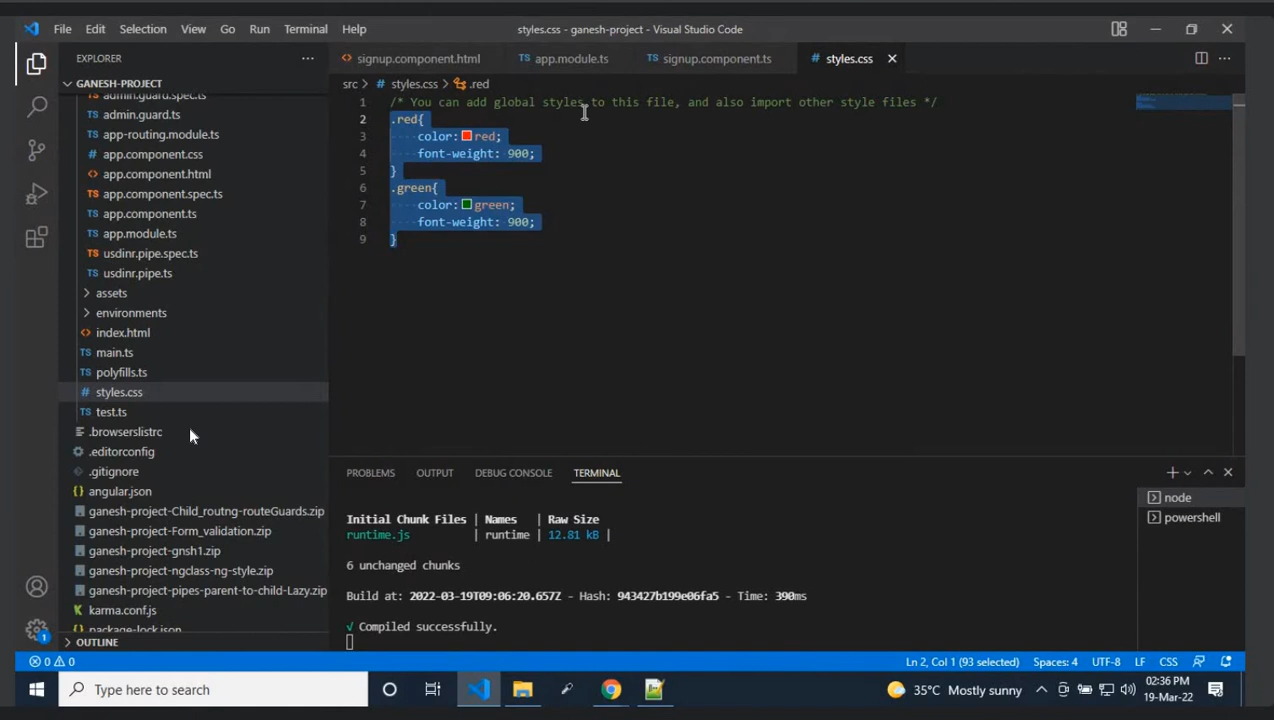 File Edit Selection View Go Run Terminal Help
styles.css - ganesh-project - Visual Studio Code
EXPLORER
GANESH-PROJECT
admin.guard.spec.ts
admin.guard.ts
app-routing.module.ts
app.component.css
app.component.html
app.component.spec.ts
app.component.ts
app.module.ts
usdinr.pipe.spec.ts
usdinr.pipe.ts
assets
environments
index.html
main.ts
polyfills.ts
styles.css
test.ts
.browserslistrc
.editorconfig
.gitignore
angular.json
ganesh-project-Child_routng-routeGuards.zip
ganesh-project-Form_validation.zip
ganesh-project-gnsh1.zip
ganesh-project-ngclass-ng-style.zip
ganesh-project-pipes-parent-to-child-Lazy.zip
karma.conf.js
package-lock.json
OUTLINE
signup.component.html app.module.ts signup.component.ts styles.css
src > styles.css > .red
1 /* You can add global styles to this file, and also import other style files */
2 .red{
3 color: red;
4 font-weight: 900;
5 }
6 .green{
7 color: green;
8 font-weight: 900;
9 }
PROBLEMS OUTPUT DEBUG CONSOLE TERMINAL
node
powershell
Initial Chunk Files | Names | Raw Size
runtime.js | runtime | 12.81 kB |
6 unchanged chunks
Build at: 2022-03-19T09:06:20.657Z - Hash: 943427b199e06fa5 - Time: 390ms
√ Compiled successfully.
1
0 0 Ln 2, Col 1 (93 selected) Spaces: 4 UTF-8 LF CSS
Type here to search
35°C Mostly sunny
02:36 PM
19-Mar-22